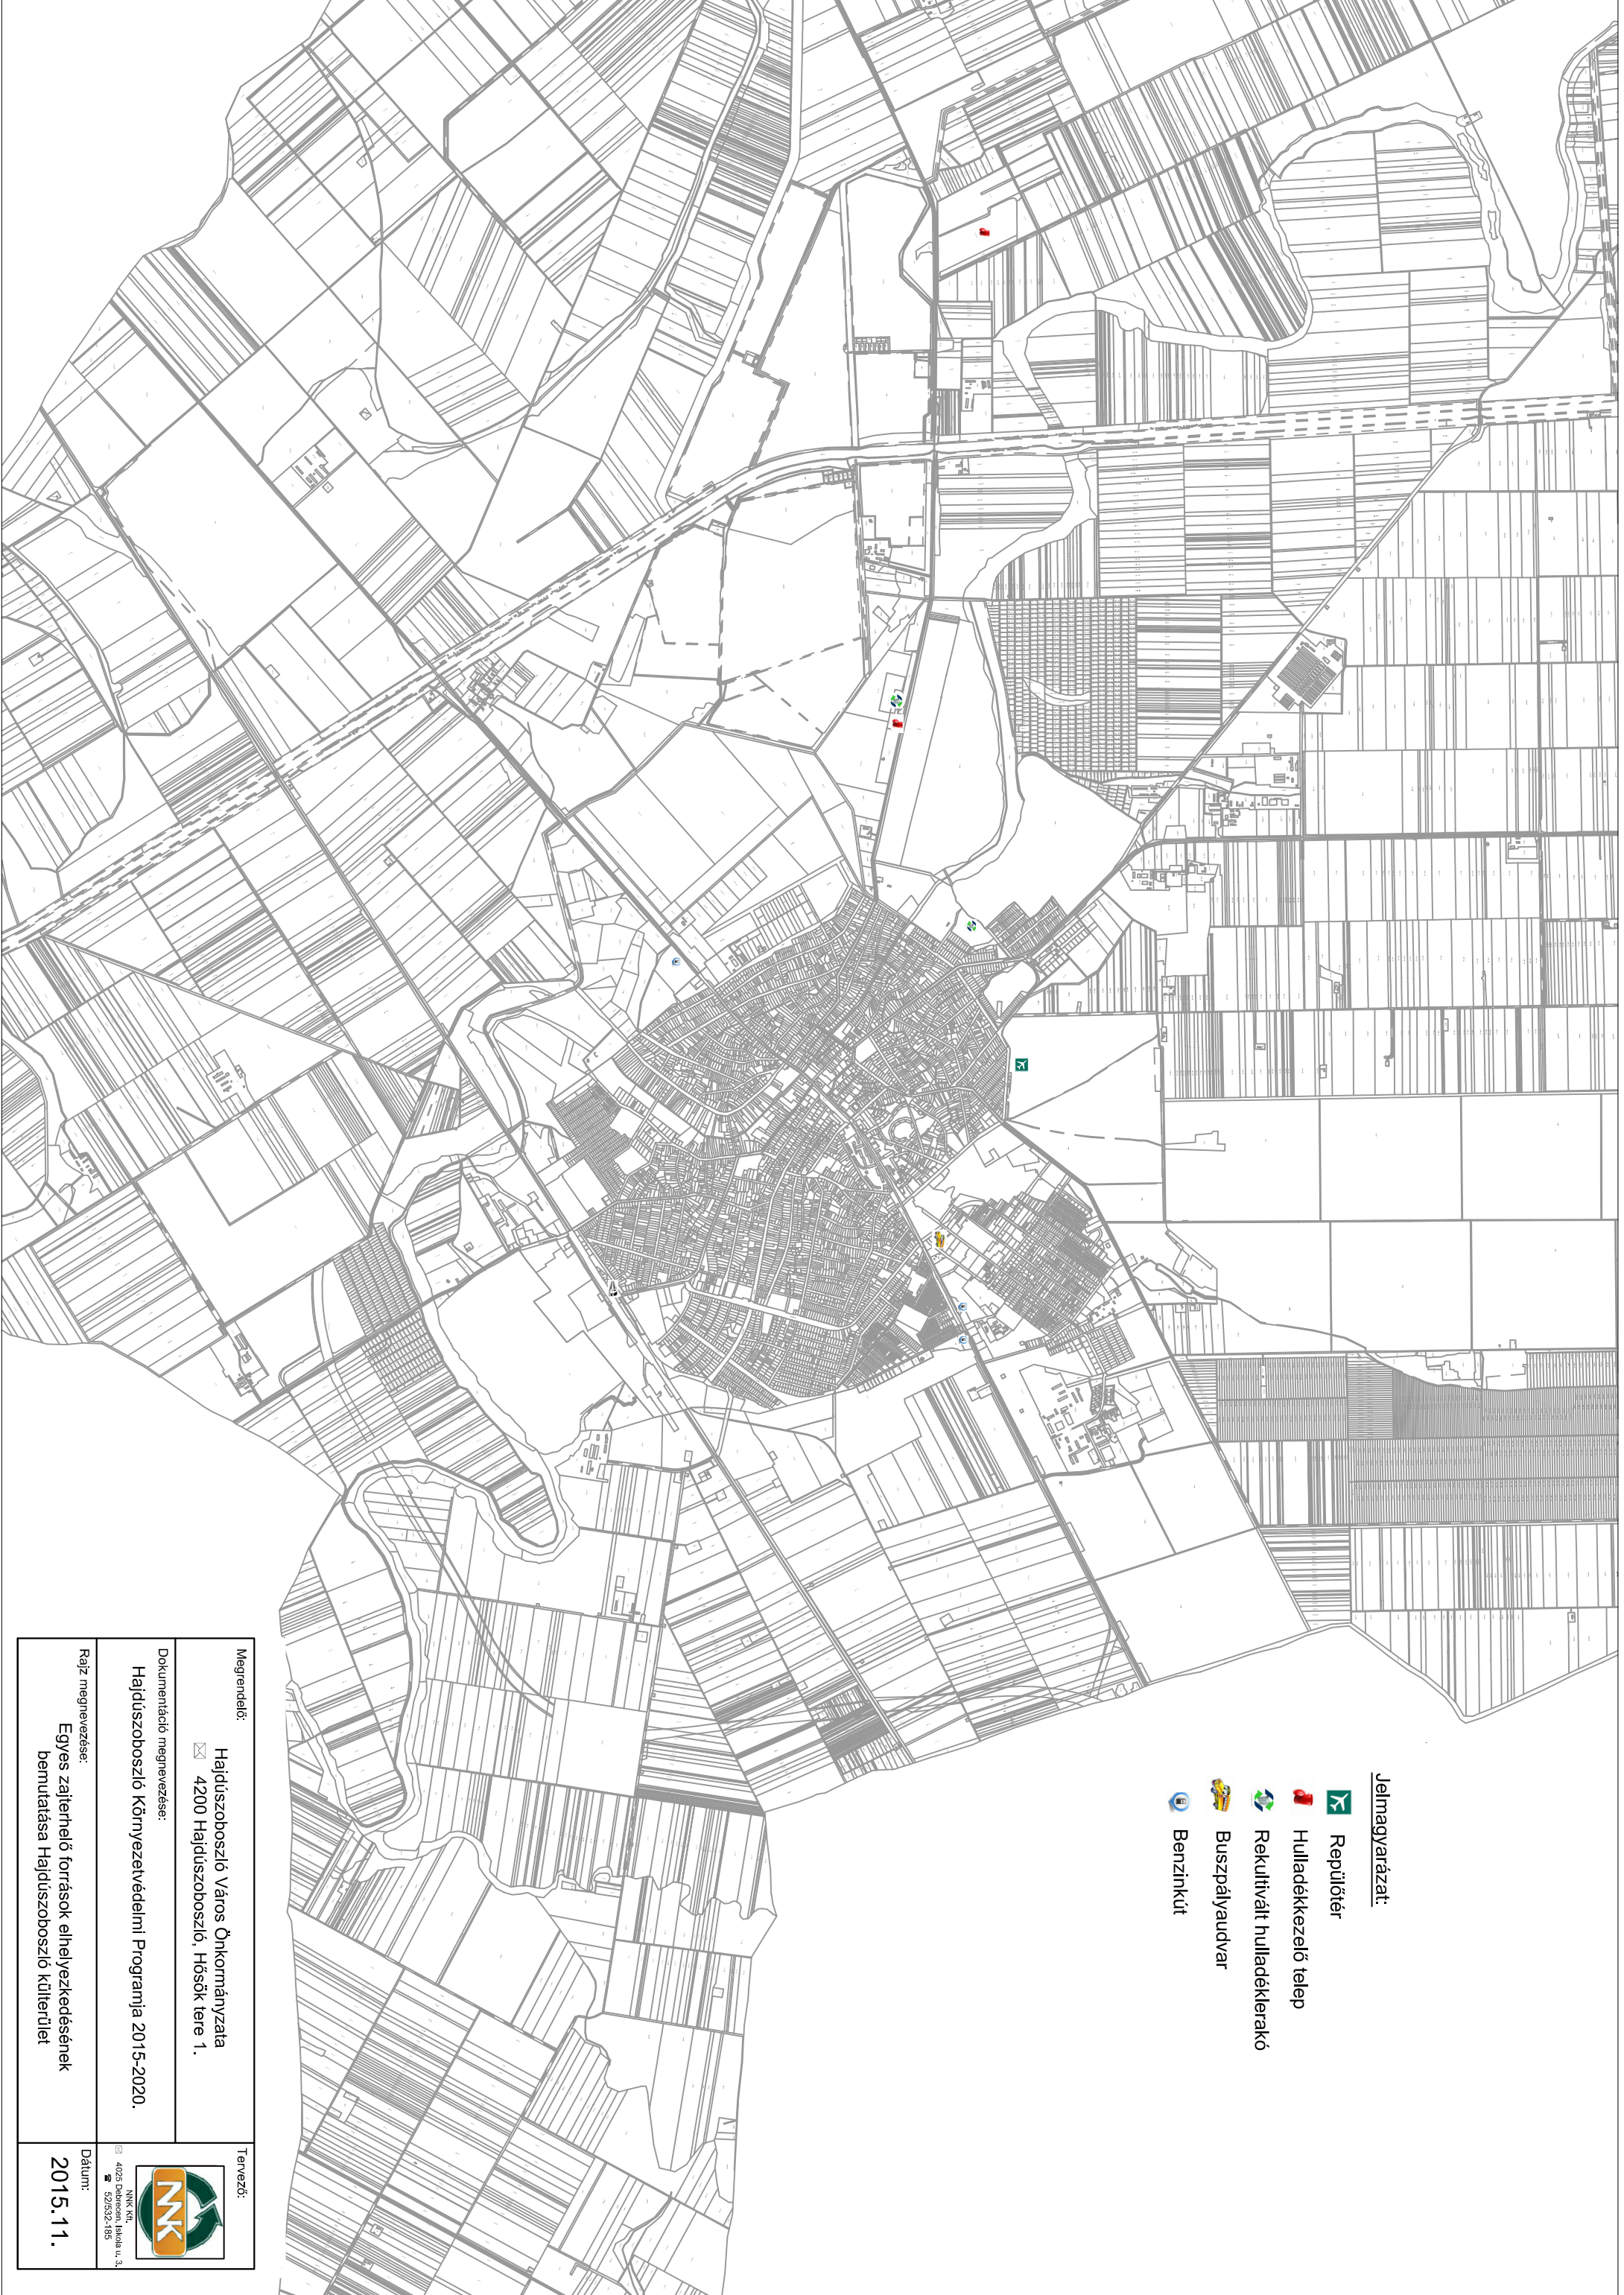 Jelmagyarázat:
Repülőtér
Hulladékkezelő telep
Rekultivált hulladéklerakó
Buszpályaudvar
Benzinkút
Megrendelő:
Hajdúszoboszló Város Önkormányzata
✉ 4200 Hajdúszoboszló, Hősök tere 1.
Tervező:
NNK
NNK Kft.
✉ 4025 Debrecen, Iskola u. 3.
☎ 52/532-185
Dokumentáció megnevezése:
Hajdúszoboszló Környezetvédelmi Programja 2015-2020.
Rajz megnevezése:
Egyes zajterhelő források elhelyezkedésének
bemutatása Hajdúszoboszló külterület
Dátum:
2015.11.